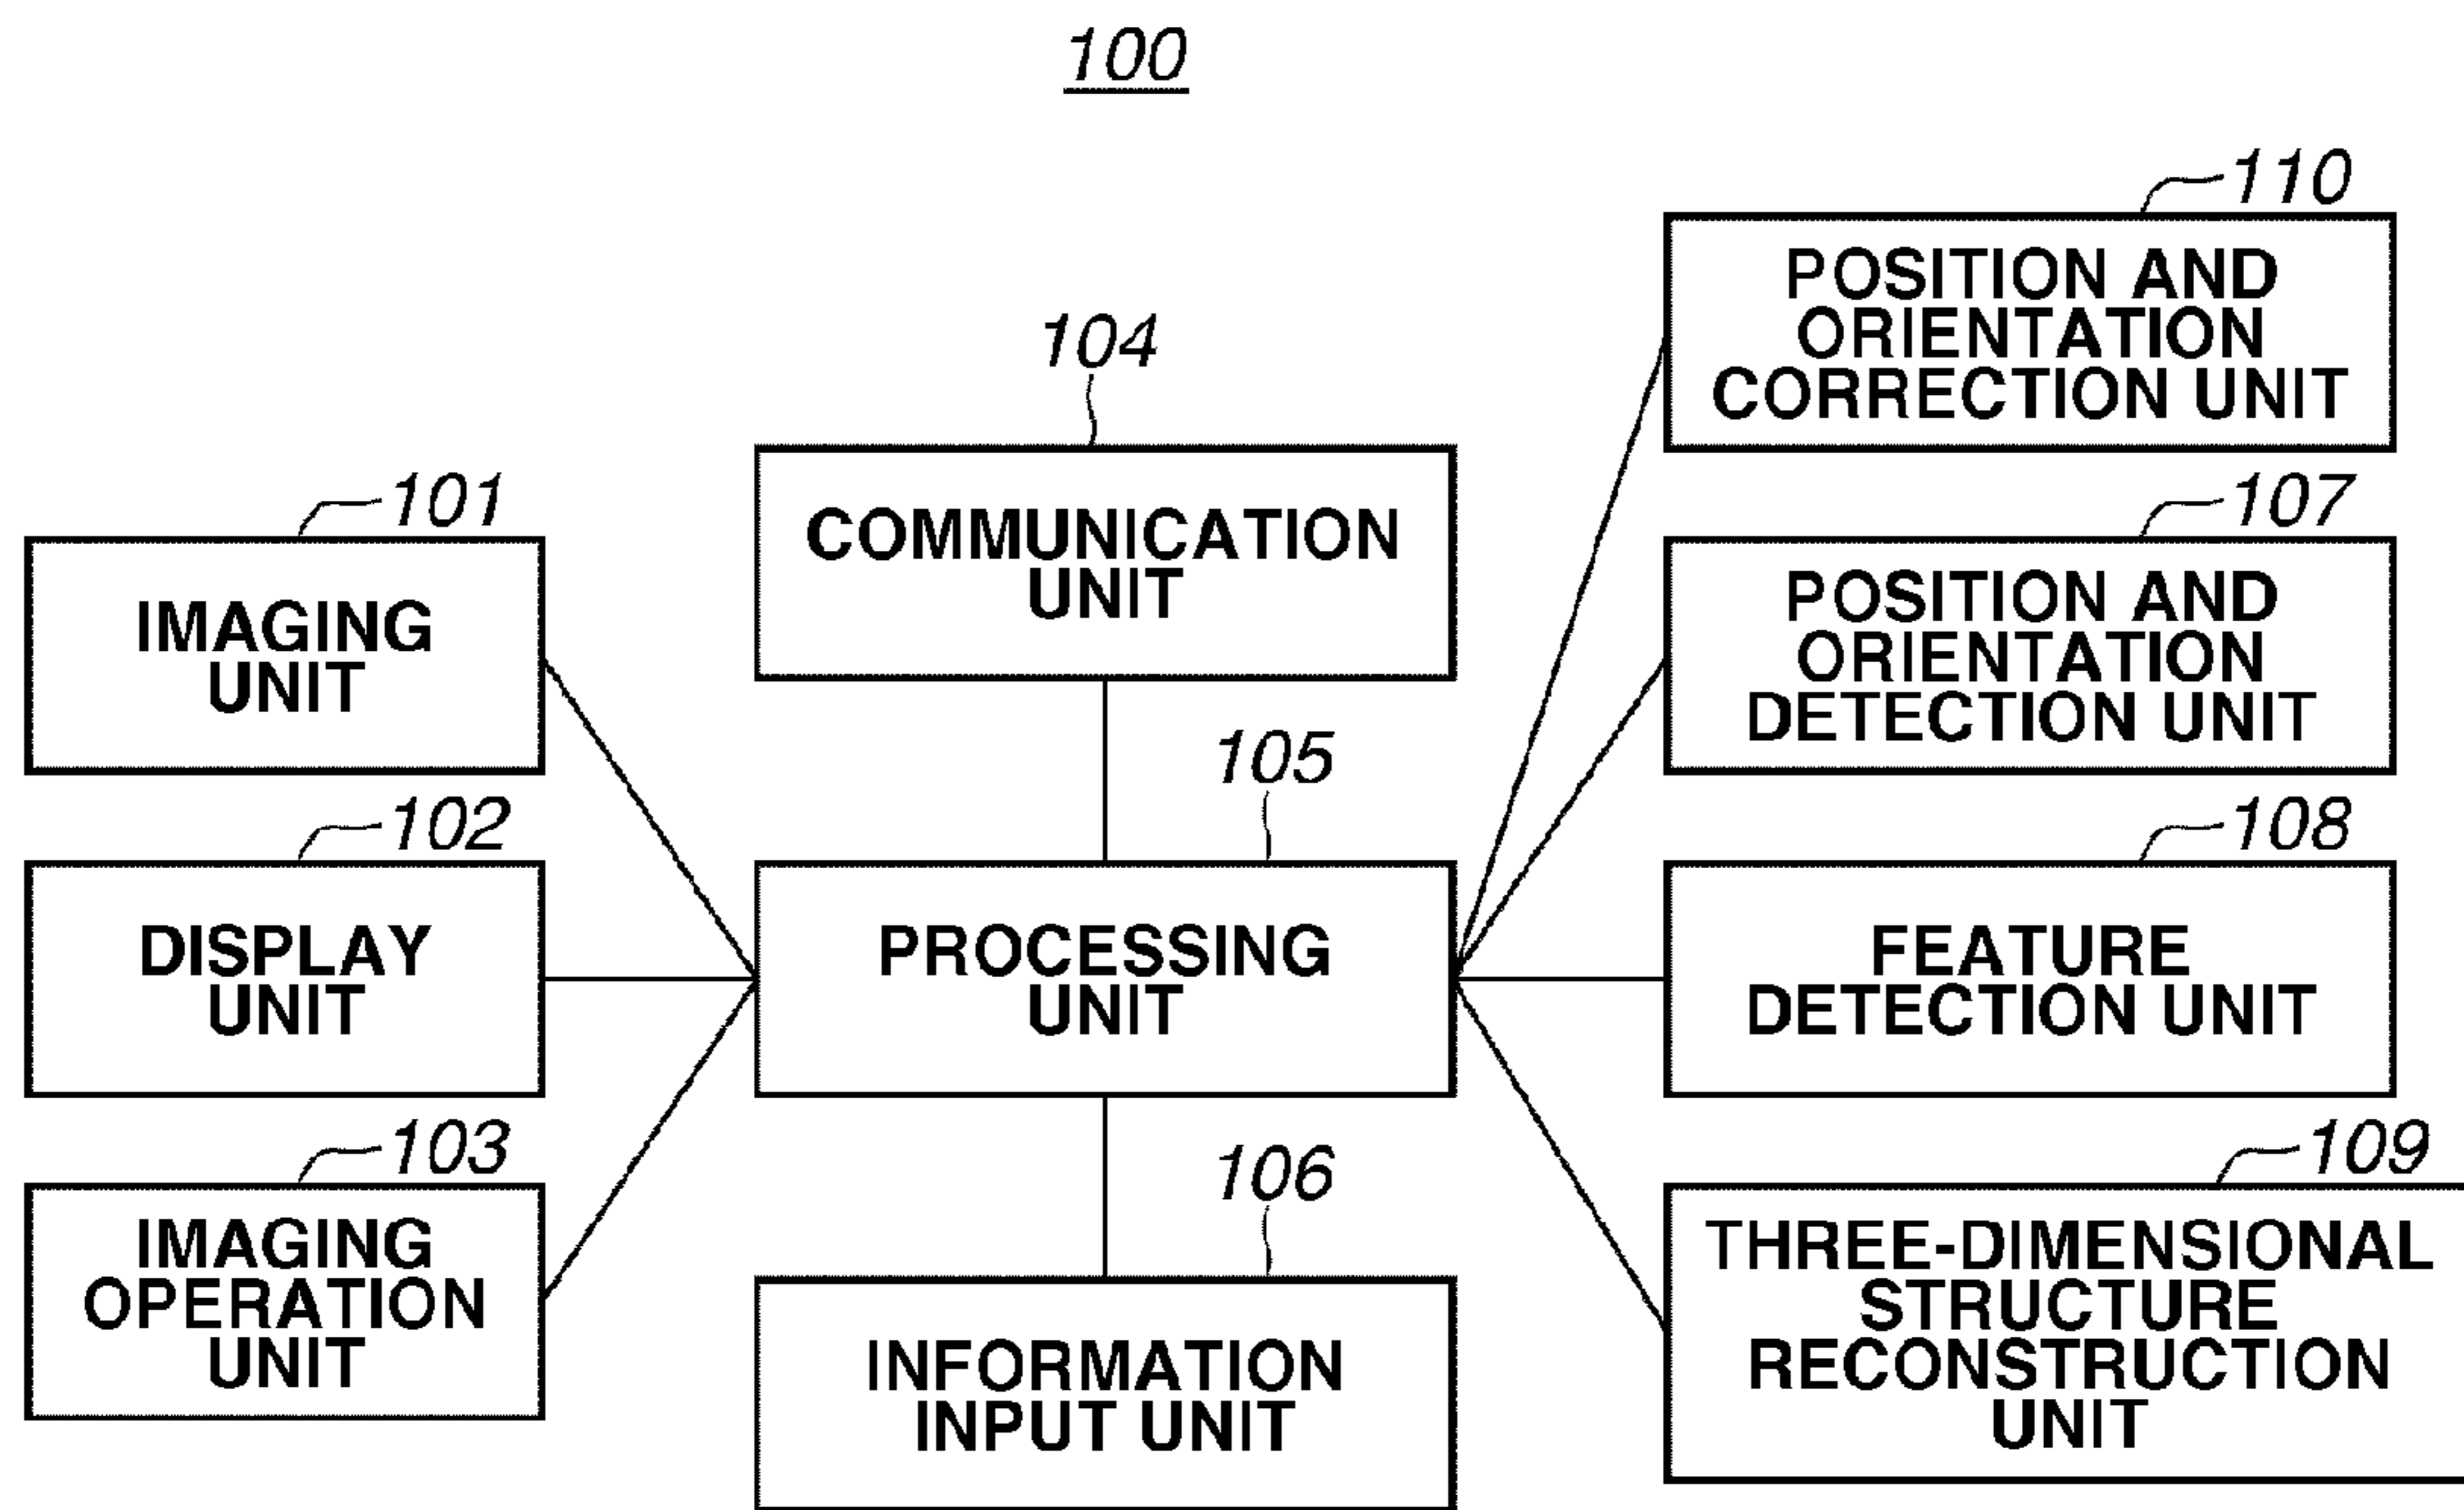 100
101
IMAGING
UNIT
102
DISPLAY
UNIT
103
IMAGING
OPERATION
UNIT
104
COMMUNICATION
UNIT
105
PROCESSING
UNIT
106
INFORMATION
INPUT UNIT
110
POSITION AND
ORIENTATION
CORRECTION UNIT
107
POSITION AND
ORIENTATION
DETECTION UNIT
108
FEATURE
DETECTION UNIT
109
THREE-DIMENSIONAL
STRUCTURE
RECONSTRUCTION
UNIT